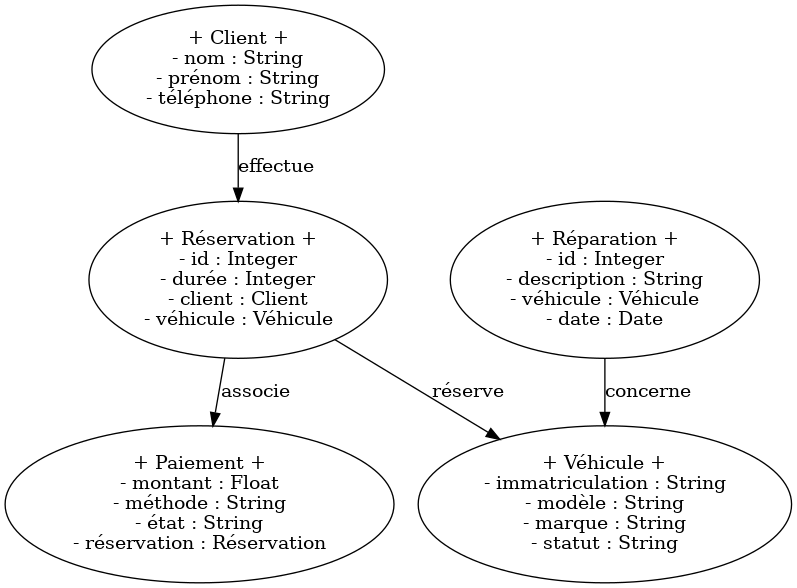 + Client +
- nom : String
- prénom : String
- téléphone : String
effectue
+ Réservation +
- id : Integer
- durée : Integer
- client : Client
- véhicule : Véhicule
+ Réparation +
- id : Integer
- description : String
- véhicule : Véhicule
- date : Date
associe
réserve
concerne
+ Paiement +
- montant : Float
- méthode : String
- état : String
- réservation : Réservation
+ Véhicule +
- immatriculation : String
- modèle : String
- marque : String
- statut : String